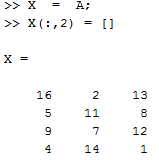 >> X = A;
>> X(:,2) = []
X =
16 2 13
5 11 8
9 7 12
4 14 1